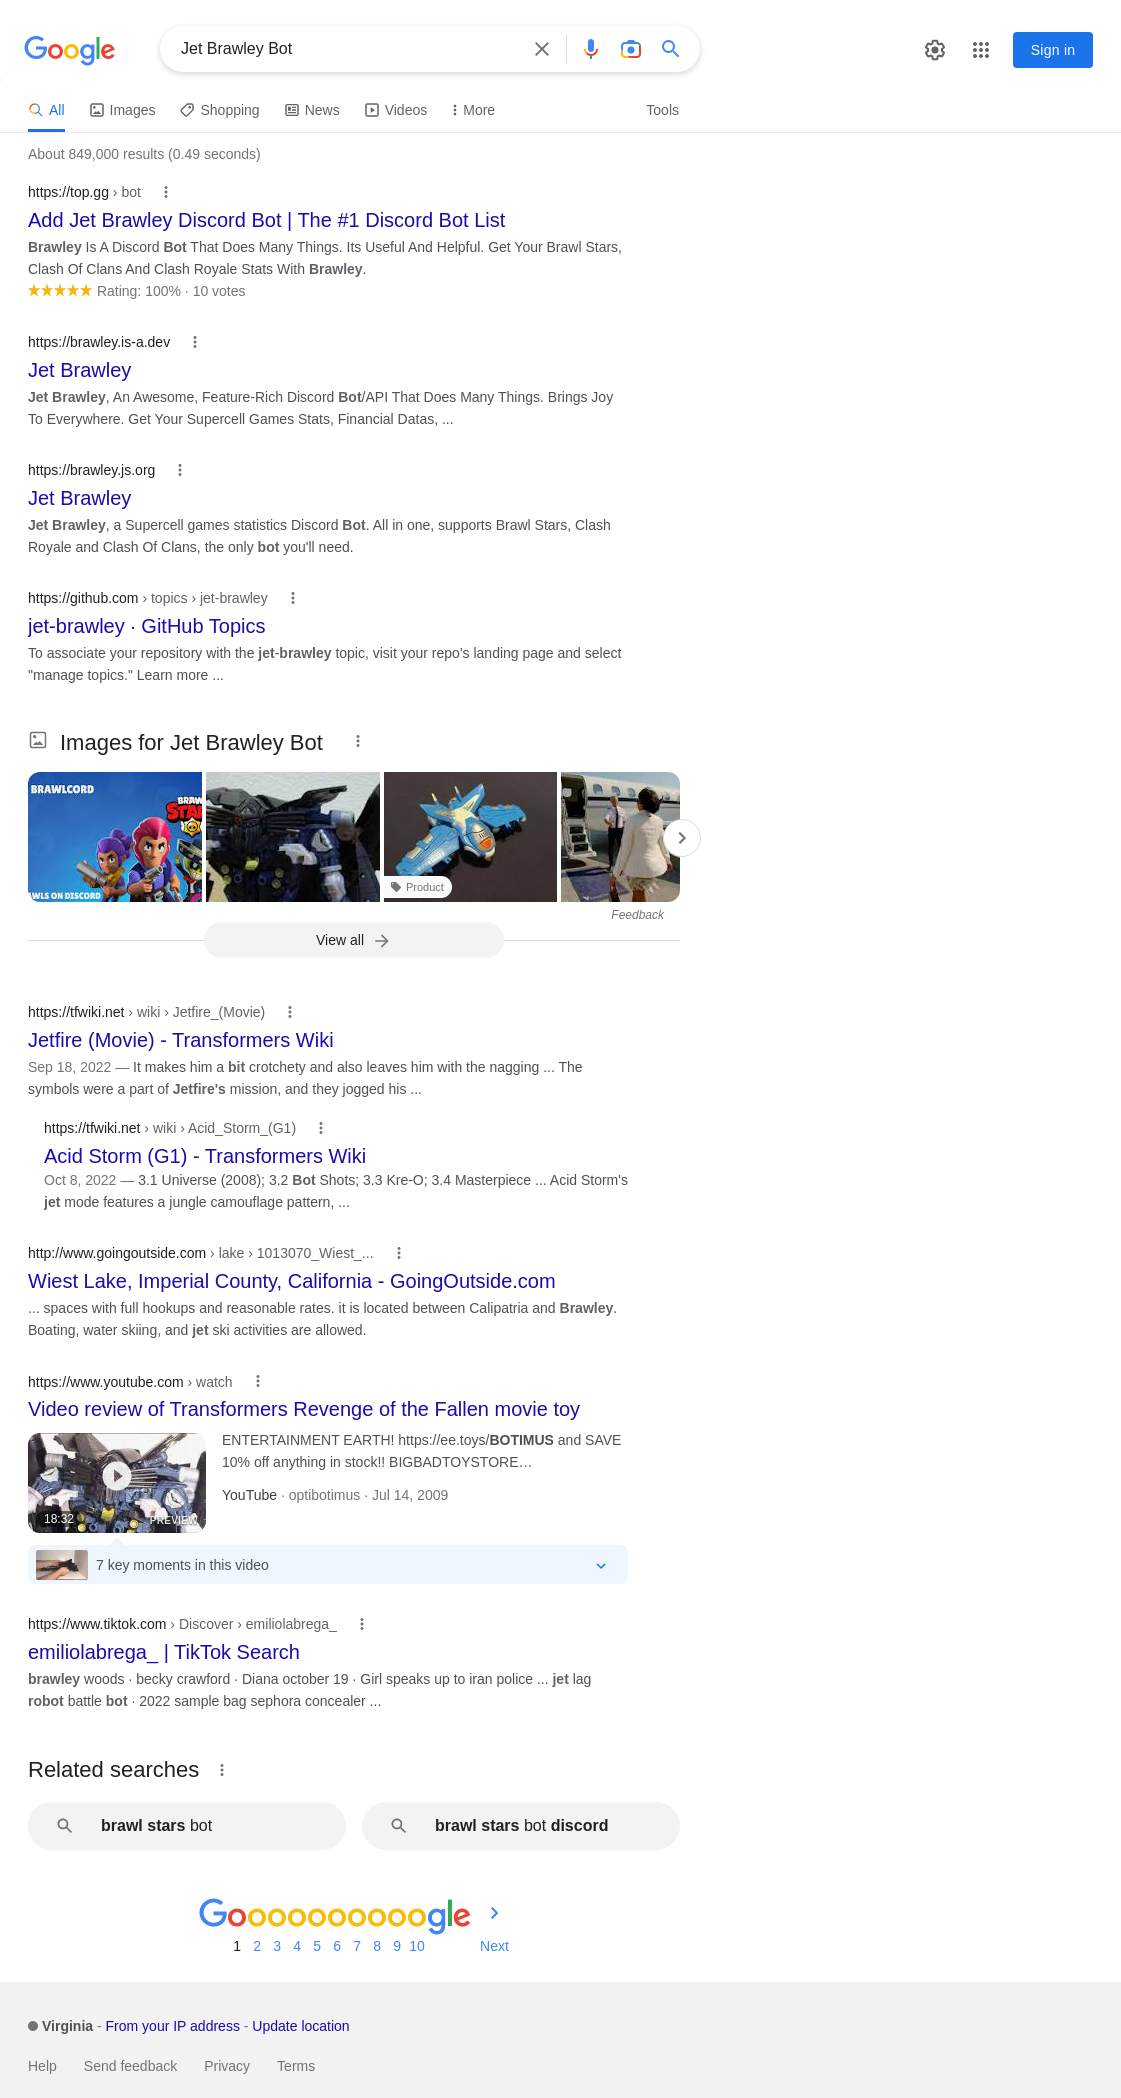 Google
Jet Brawley Bot
Sign in
All
Images
Shopping
News
Videos
More
Tools
About 849,000 results (0.49 seconds)
https://top.gg › bot
Add Jet Brawley Discord Bot | The #1 Discord Bot List
Brawley Is A Discord Bot That Does Many Things. Its Useful And Helpful. Get Your Brawl Stars,
Clash Of Clans And Clash Royale Stats With Brawley.
Rating: 100% · 10 votes
https://brawley.is-a.dev
Jet Brawley
Jet Brawley, An Awesome, Feature-Rich Discord Bot/API That Does Many Things. Brings Joy
To Everywhere. Get Your Supercell Games Stats, Financial Datas, ...
https://brawley.js.org
Jet Brawley
Jet Brawley, a Supercell games statistics Discord Bot. All in one, supports Brawl Stars, Clash
Royale and Clash Of Clans, the only bot you'll need.
https://github.com › topics › jet-brawley
jet-brawley · GitHub Topics
To associate your repository with the jet-brawley topic, visit your repo's landing page and select
"manage topics." Learn more ...
Images for Jet Brawley Bot
BRAWLCORD
BRAW
STA
AWLS ON DISCORD
Product
Feedback
View all
https://tfwiki.net › wiki › Jetfire_(Movie)
Jetfire (Movie) - Transformers Wiki
Sep 18, 2022 — It makes him a bit crotchety and also leaves him with the nagging ... The
symbols were a part of Jetfire's mission, and they jogged his ...
https://tfwiki.net › wiki › Acid_Storm_(G1)
Acid Storm (G1) - Transformers Wiki
Oct 8, 2022 — 3.1 Universe (2008); 3.2 Bot Shots; 3.3 Kre-O; 3.4 Masterpiece ... Acid Storm's
jet mode features a jungle camouflage pattern, ...
http://www.goingoutside.com › lake › 1013070_Wiest_...
Wiest Lake, Imperial County, California - GoingOutside.com
... spaces with full hookups and reasonable rates. it is located between Calipatria and Brawley.
Boating, water skiing, and jet ski activities are allowed.
https://www.youtube.com › watch
Video review of Transformers Revenge of the Fallen movie toy
ENTERTAINMENT EARTH! https://ee.toys/BOTIMUS and SAVE
10% off anything in stock!! BIGBADTOYSTORE…
YouTube · optibotimus · Jul 14, 2009
18:32
PREVIEW
7 key moments in this video
https://www.tiktok.com › Discover › emiliolabrega_
emiliolabrega_ | TikTok Search
brawley woods · becky crawford · Diana october 19 · Girl speaks up to iran police ... jet lag
robot battle bot · 2022 sample bag sephora concealer ...
Related searches
brawl stars bot
brawl stars bot discord
Goooooooooogle
1 2 3 4 5 6 7 8 9 10 Next
Virginia - From your IP address - Update location
Help
Send feedback
Privacy
Terms